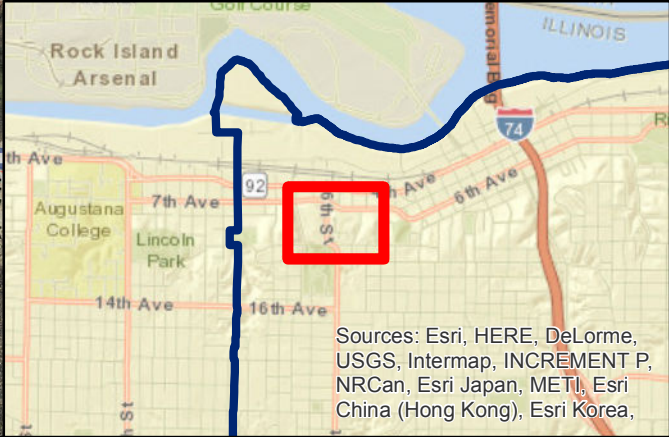 Golf Course
ILLINOIS
Rock Island
Arsenal
74
th Ave
92
7th Ave
6th Ave
6th St
Augustana
College
Lincoln
Park
14th Ave
16th Ave
Sources: Esri, HERE, DeLorme,
USGS, Intermap, INCREMENT P,
NRCan, Esri Japan, METI, Esri
China (Hong Kong), Esri Korea,